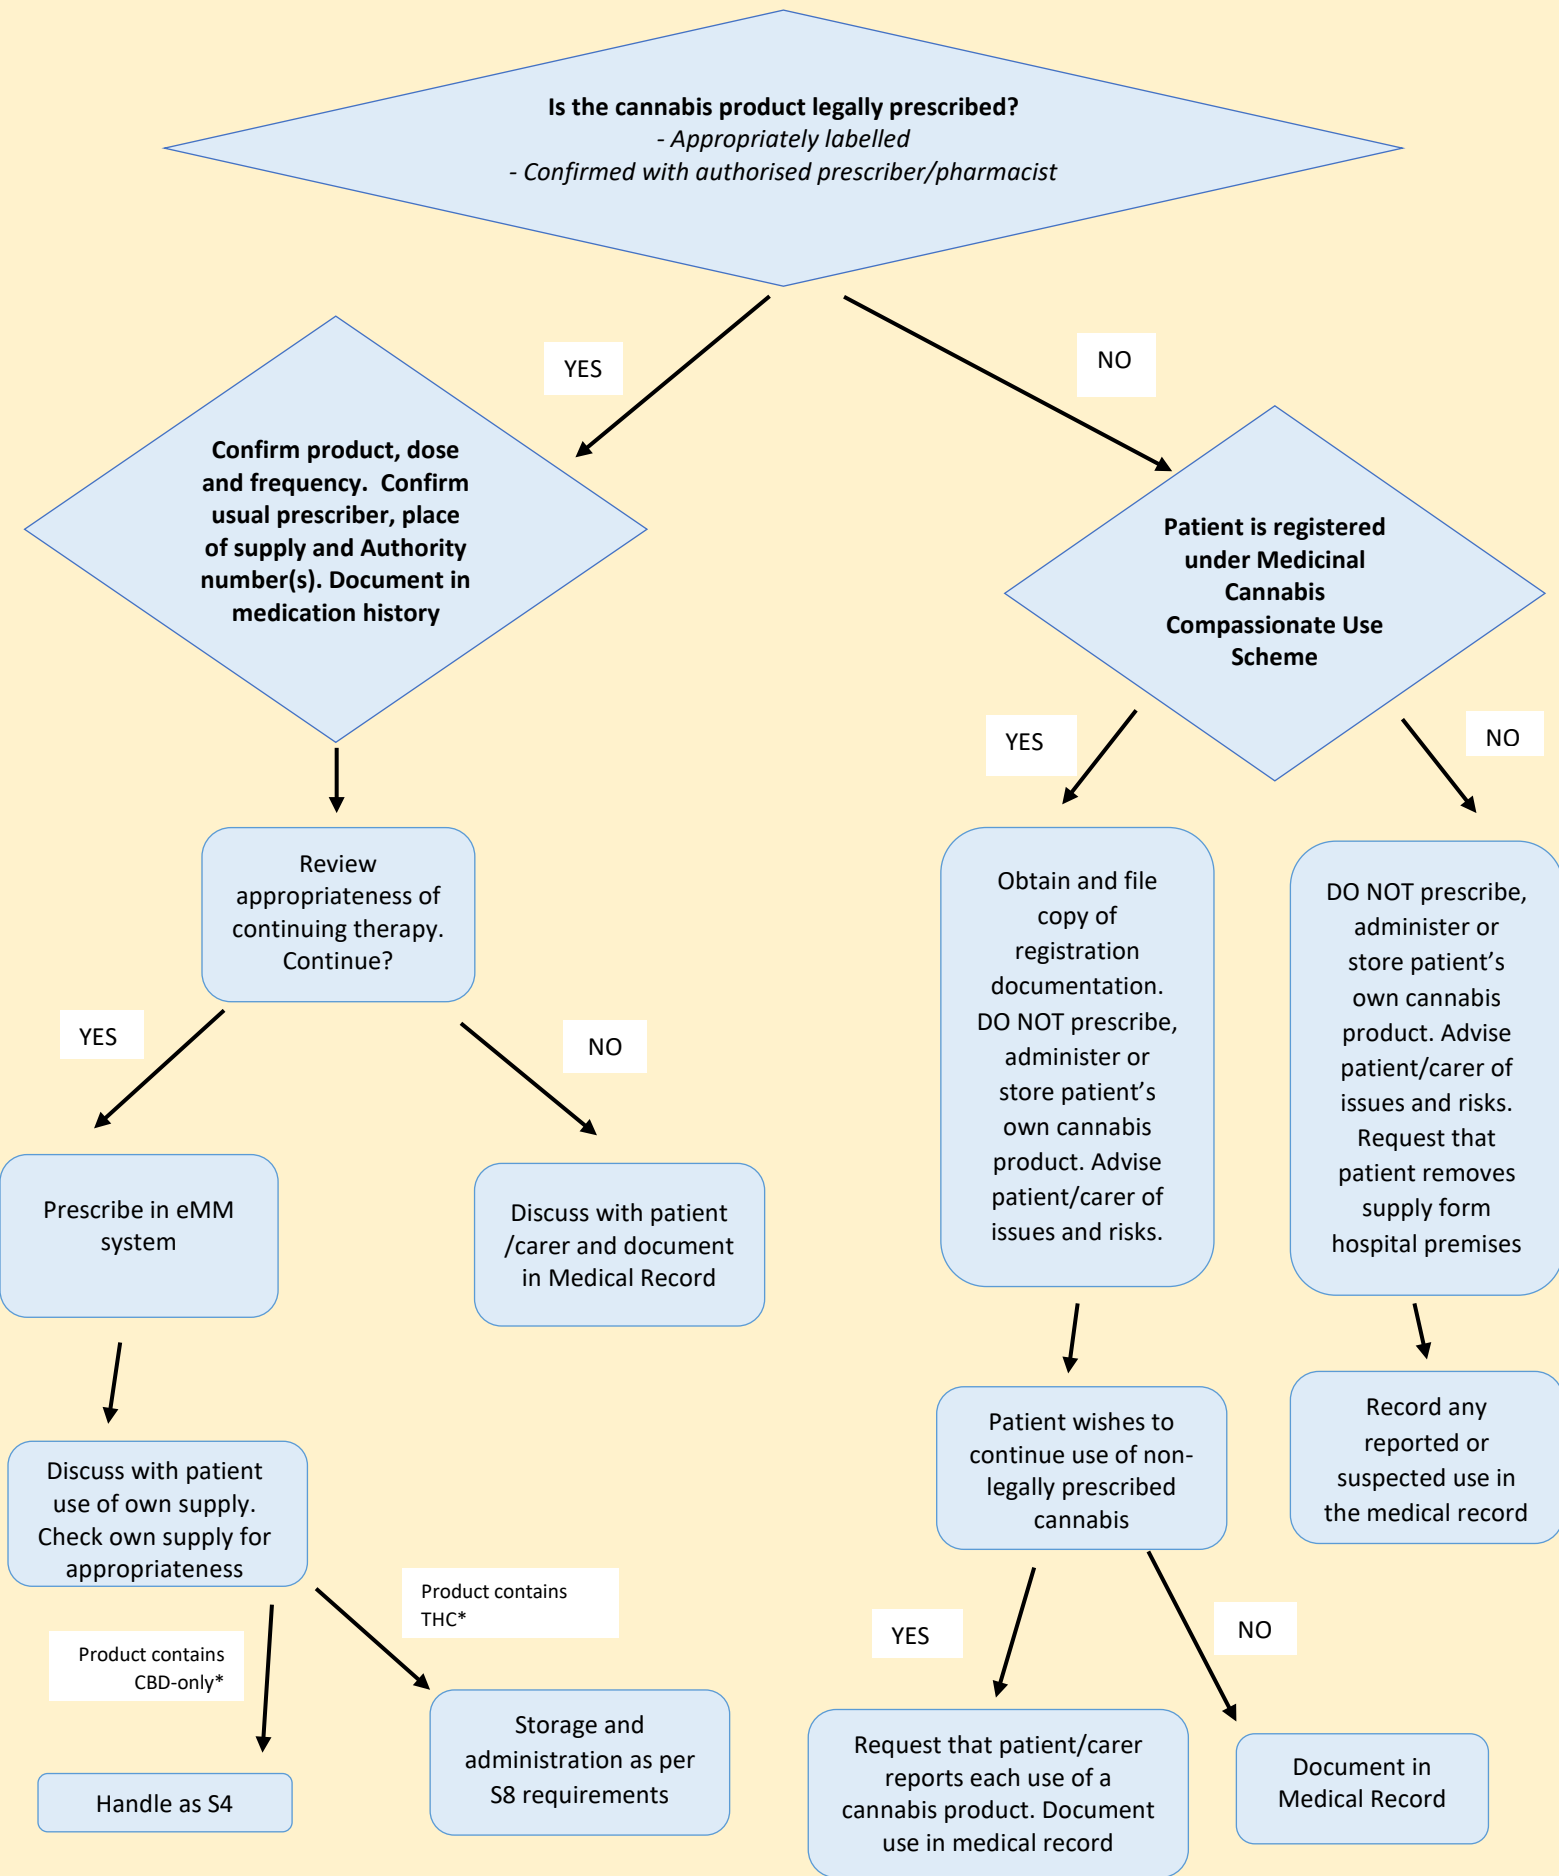 Is the cannabis product legally prescribed?
- Appropriately labelled
- Confirmed with authorised prescriber/pharmacist
YES
NO
Confirm product, dose
and frequency.  Confirm
usual prescriber, place
of supply and Authority
number(s). Document in
medication history
Patient is registered
under Medicinal
Cannabis
Compassionate Use
Scheme
YES
NO
Review
appropriateness of
continuing therapy.
Continue?
Obtain and file
copy of
registration
documentation.
DO NOT prescribe,
administer or
store patient’s
own cannabis
product. Advise
patient/carer of
issues and risks.
DO NOT prescribe,
administer or
store patient’s
own cannabis
product. Advise
patient/carer of
issues and risks.
Request that
patient removes
supply form
hospital premises
YES
NO
Prescribe in eMM
system
Discuss with patient
/carer and document
in Medical Record
Patient wishes to
continue use of non-
legally prescribed
cannabis
Record any
reported or
suspected use in
the medical record
Discuss with patient
use of own supply.
Check own supply for
appropriateness
Product contains
THC*
Product contains
CBD-only*
YES
NO
Handle as S4
Storage and
administration as per
S8 requirements
Request that patient/carer
reports each use of a
cannabis product. Document
use in medical record
Document in
Medical Record